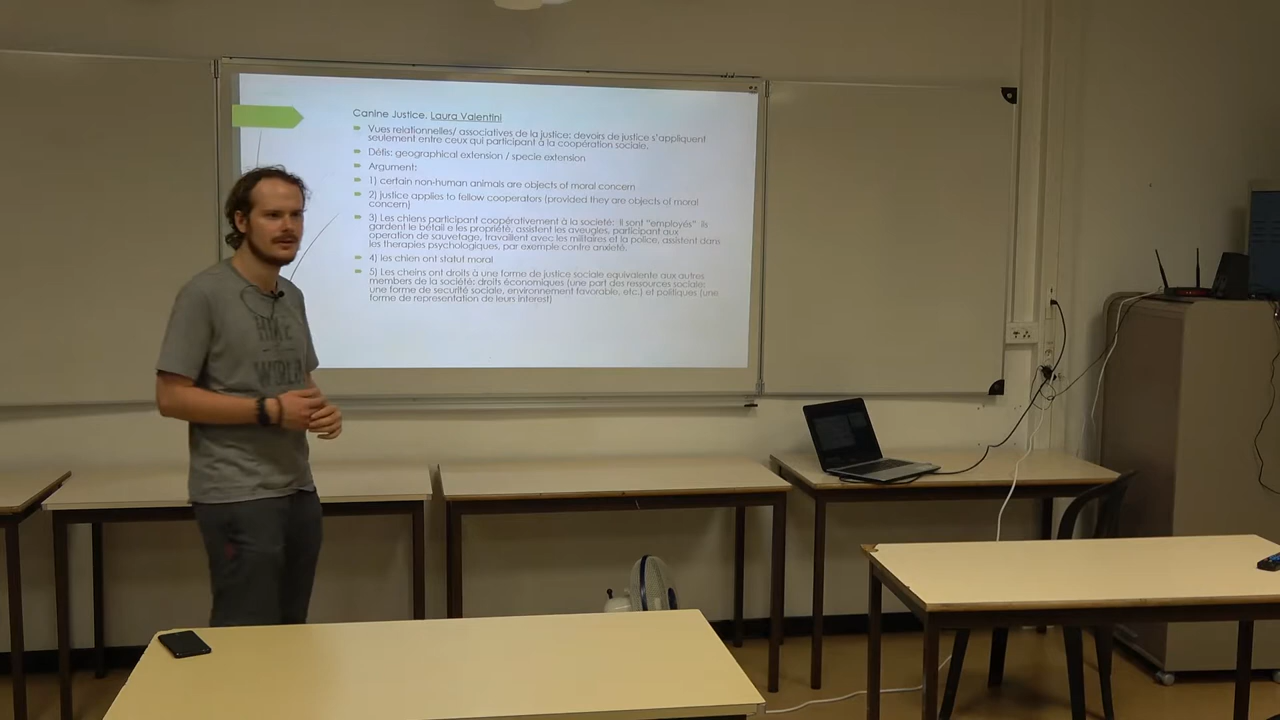 Canine Justice. Laura Valentini
Vues relationnelles/ associatives de la justice: devoirs de justice s'appliquent
seulement entre ceux qui participent à la coopération sociale.
Défis: geographical extension / specie extension
Argument:
1) certain non-human animals are objects of moral concern
2) justice applies to fellow cooperators (provided they are objects of moral
concern)
3) Les chiens participant coopérativement à la societé: il sont "employés" ils
gardent le bétail e les propriété, assistent les aveugles, participant aux
operation de sauvetage, travaillent avec les militaires et la police, assistent dans
les therapies psychologiques, par exemple contre anxieté.
4) les chien ont statut moral
5) Les cheins ont droits à une forme de justice sociale equivalente aux autres
members de la société: droits économiques (une part des ressources sociale;
une forme de securité sociale, environment favorable, etc.) et politiques (une
forme de representation de leurs interest)
WORLD